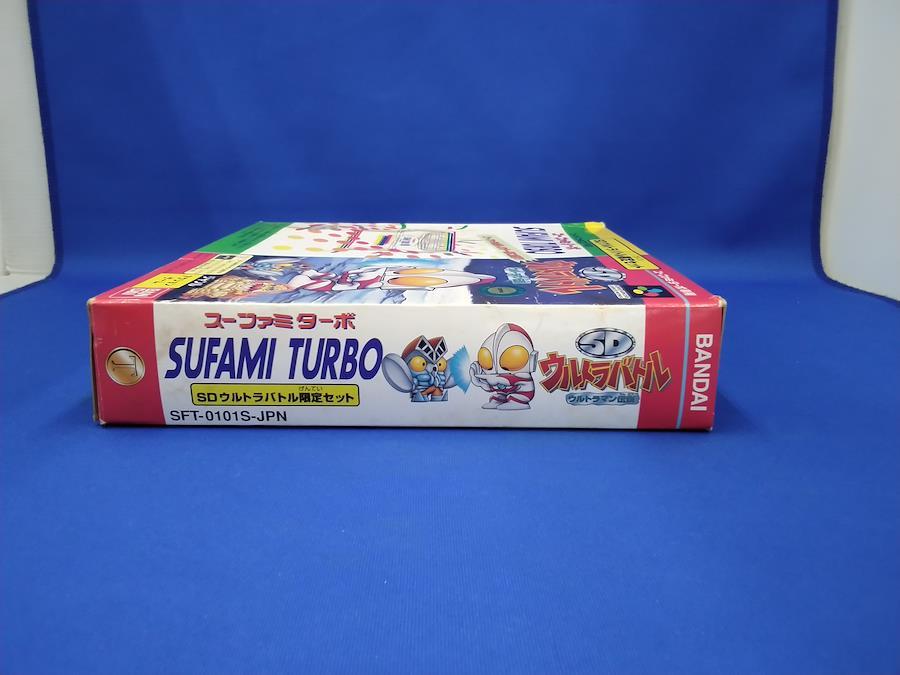 SUFAMI TURBO
スーファミターボ
SUFAMI TURBO
げんてい
SDウルトラバトル限定セット
SFT-0101S-JPN
SD
ウルトラバトル
ウルトラマン伝説
BANDAI